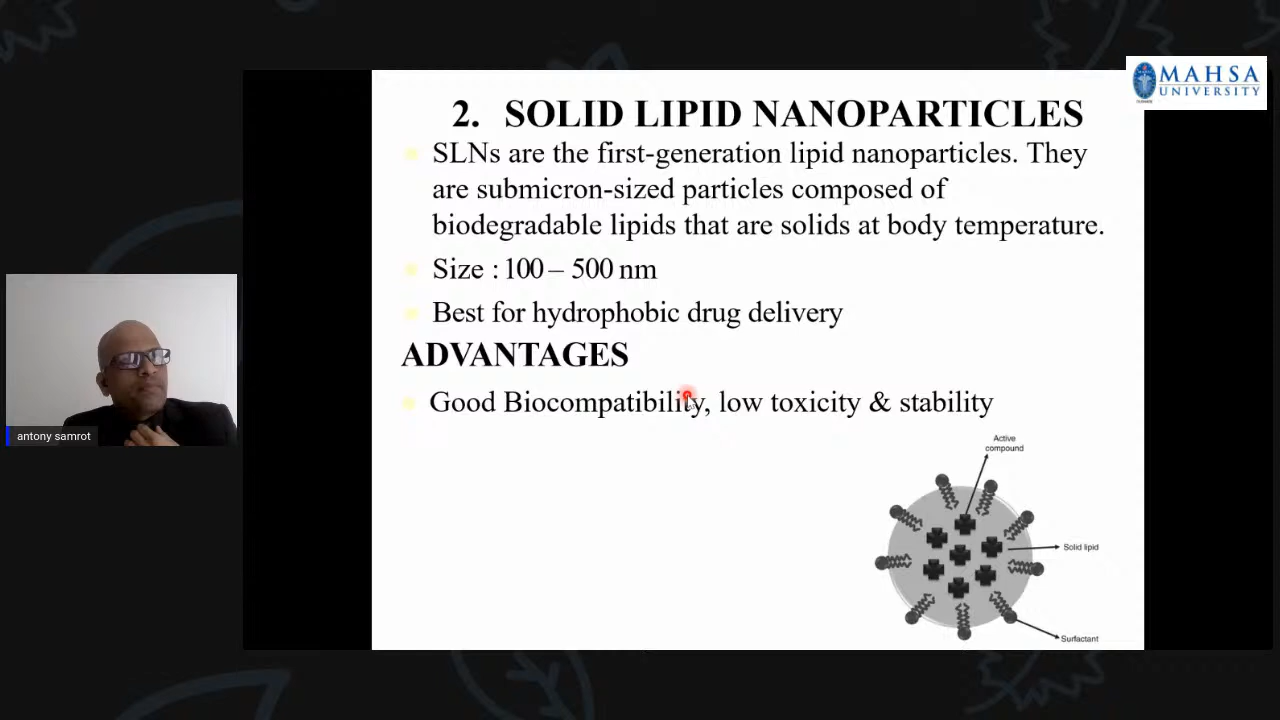 MAHSA
UNIVERSITY
2. SOLID LIPID NANOPARTICLES
SLNs are the first-generation lipid nanoparticles. They
are submicron-sized particles composed of
biodegradable lipids that are solids at body temperature.
Size : 100 – 500 nm
Best for hydrophobic drug delivery
ADVANTAGES
Good Biocompatibility, low toxicity & stability
Active
compound
Solid lipid
Surfactant
antony samrot